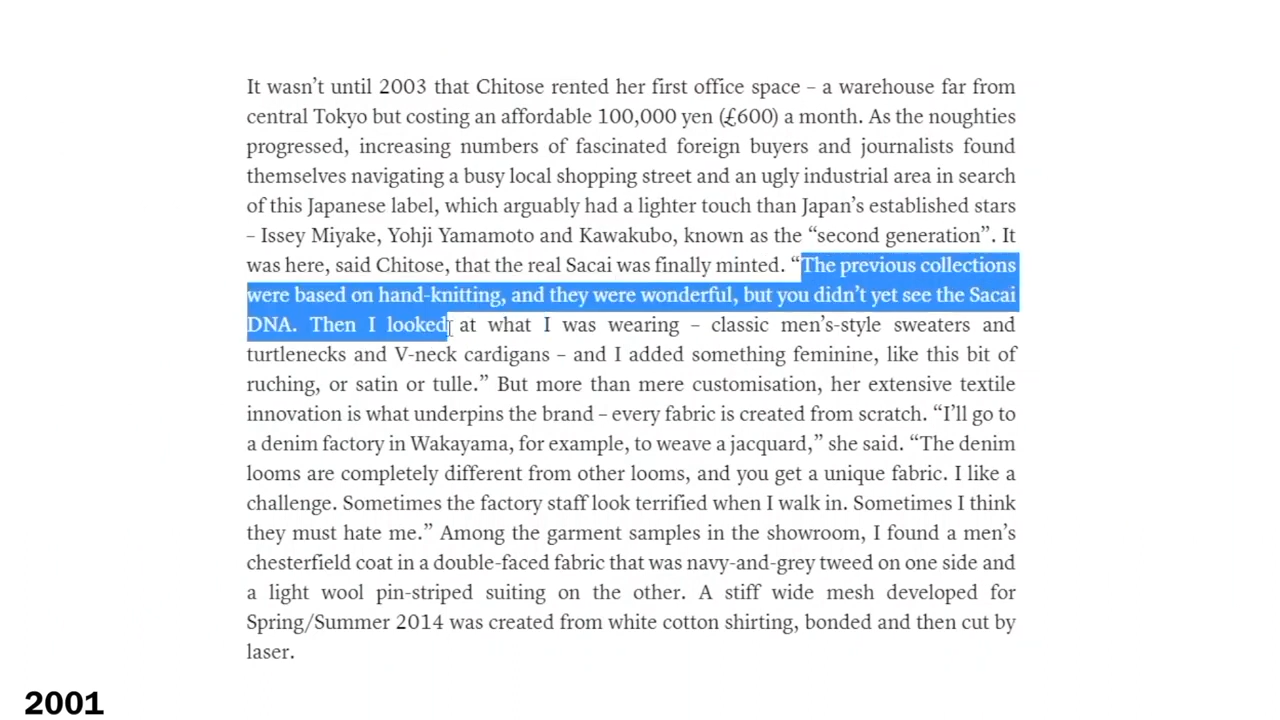 It wasn’t until 2003 that Chitose rented her first office space – a warehouse far from
central Tokyo but costing an affordable 100,000 yen (£600) a month. As the noughties
progressed, increasing numbers of fascinated foreign buyers and journalists found
themselves navigating a busy local shopping street and an ugly industrial area in search
of this Japanese label, which arguably had a lighter touch than Japan’s established stars
– Issey Miyake, Yohji Yamamoto and Kawakubo, known as the “second generation”. It
was here, said Chitose, that the real Sacai was finally minted. “The previous collections
were based on hand-knitting, and they were wonderful, but you didn’t yet see the Sacai
DNA. Then I looked at what I was wearing – classic men’s-style sweaters and
turtlenecks and V-neck cardigans – and I added something feminine, like this bit of
ruching, or satin or tulle.” But more than mere customisation, her extensive textile
innovation is what underpins the brand – every fabric is created from scratch. “I’ll go to
a denim factory in Wakayama, for example, to weave a jacquard,” she said. “The denim
looms are completely different from other looms, and you get a unique fabric. I like a
challenge. Sometimes the factory staff look terrified when I walk in. Sometimes I think
they must hate me.” Among the garment samples in the showroom, I found a men’s
chesterfield coat in a double-faced fabric that was navy-and-grey tweed on one side and
a light wool pin-striped suiting on the other. A stiff wide mesh developed for
Spring/Summer 2014 was created from white cotton shirting, bonded and then cut by
laser.
2001